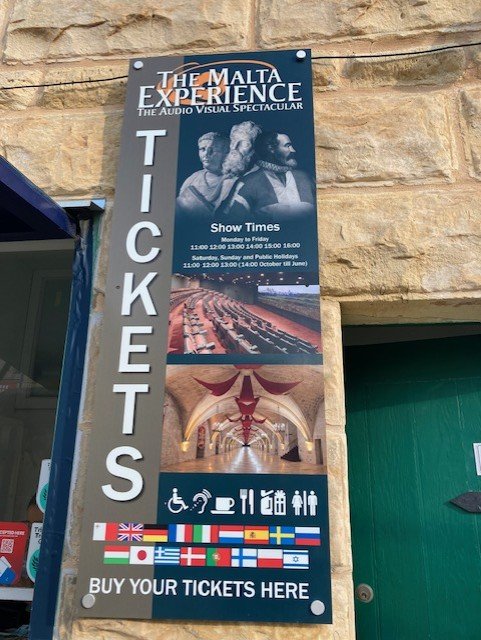 THE MALTA
EXPERIENCE
THE AUDIO VISUAL SPECTACULAR
TICKETS
Show Times
Monday to Friday
11:00 12:00 13:00 14:00 15:00 16:00
Saturday, Sunday and Public Holidays
11:00 12:00 13:00 (14:00 October till June)
BUY YOUR TICKETS HERE